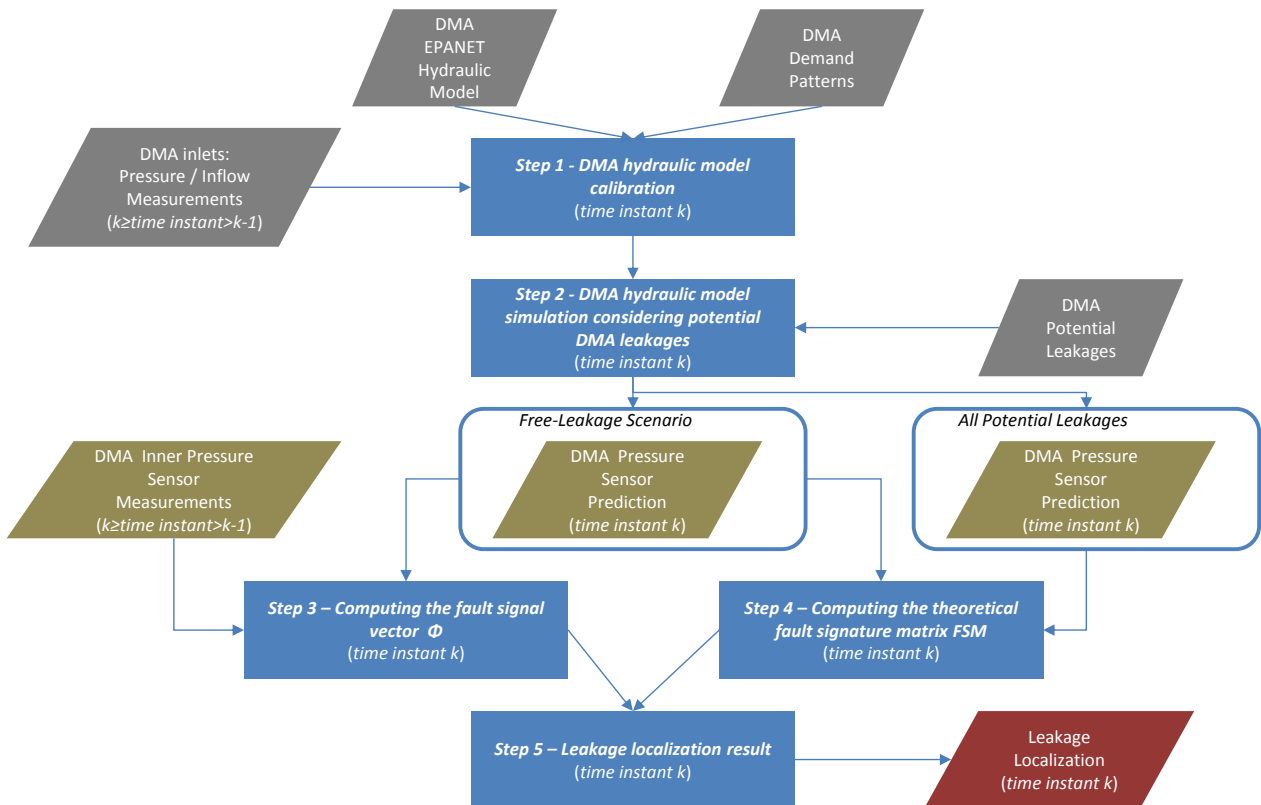 DMA
EPANET
Hydraulic
Model
DMA
Demand
Patterns
DMA inlets:
Pressure / Inflow
Measurements
(k≥time instant>k-1)
Step 1 - DMA hydraulic model
calibration
(time instant k)
Step 2 - DMA hydraulic model
simulation considering potential
DMA leakages
(time instant k)
DMA
Potential
Leakages
Free-Leakage Scenario
All Potential Leakages
DMA Inner Pressure
Sensor
Measurements
(k≥time instant>k-1)
DMA Pressure
Sensor
Prediction
(time instant k)
DMA Pressure
Sensor
Prediction
(time instant k)
Step 3 – Computing the fault signal
vector Φ
(time instant k)
Step 4 – Computing the theoretical
fault signature matrix FSM
(time instant k)
Step 5 – Leakage localization result
(time instant k)
Leakage
Localization
(time instant k)